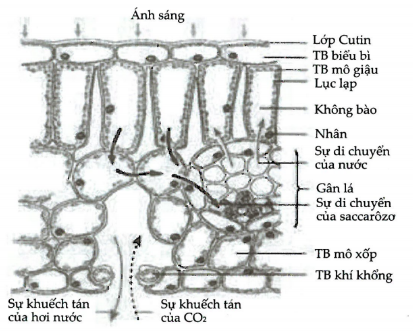 Ánh sáng
Lớp Cutin
TB biểu bì
TB mô giậu
Lục lạp
Không bào
Nhân
Sự di chuyển
của nước
Gân lá
Sự di chuyển
của saccarôzơ
TB mô xốp
TB khí khổng
Sự khuếch tán
của hơi nước
Sự khuếch tán
của CO₂